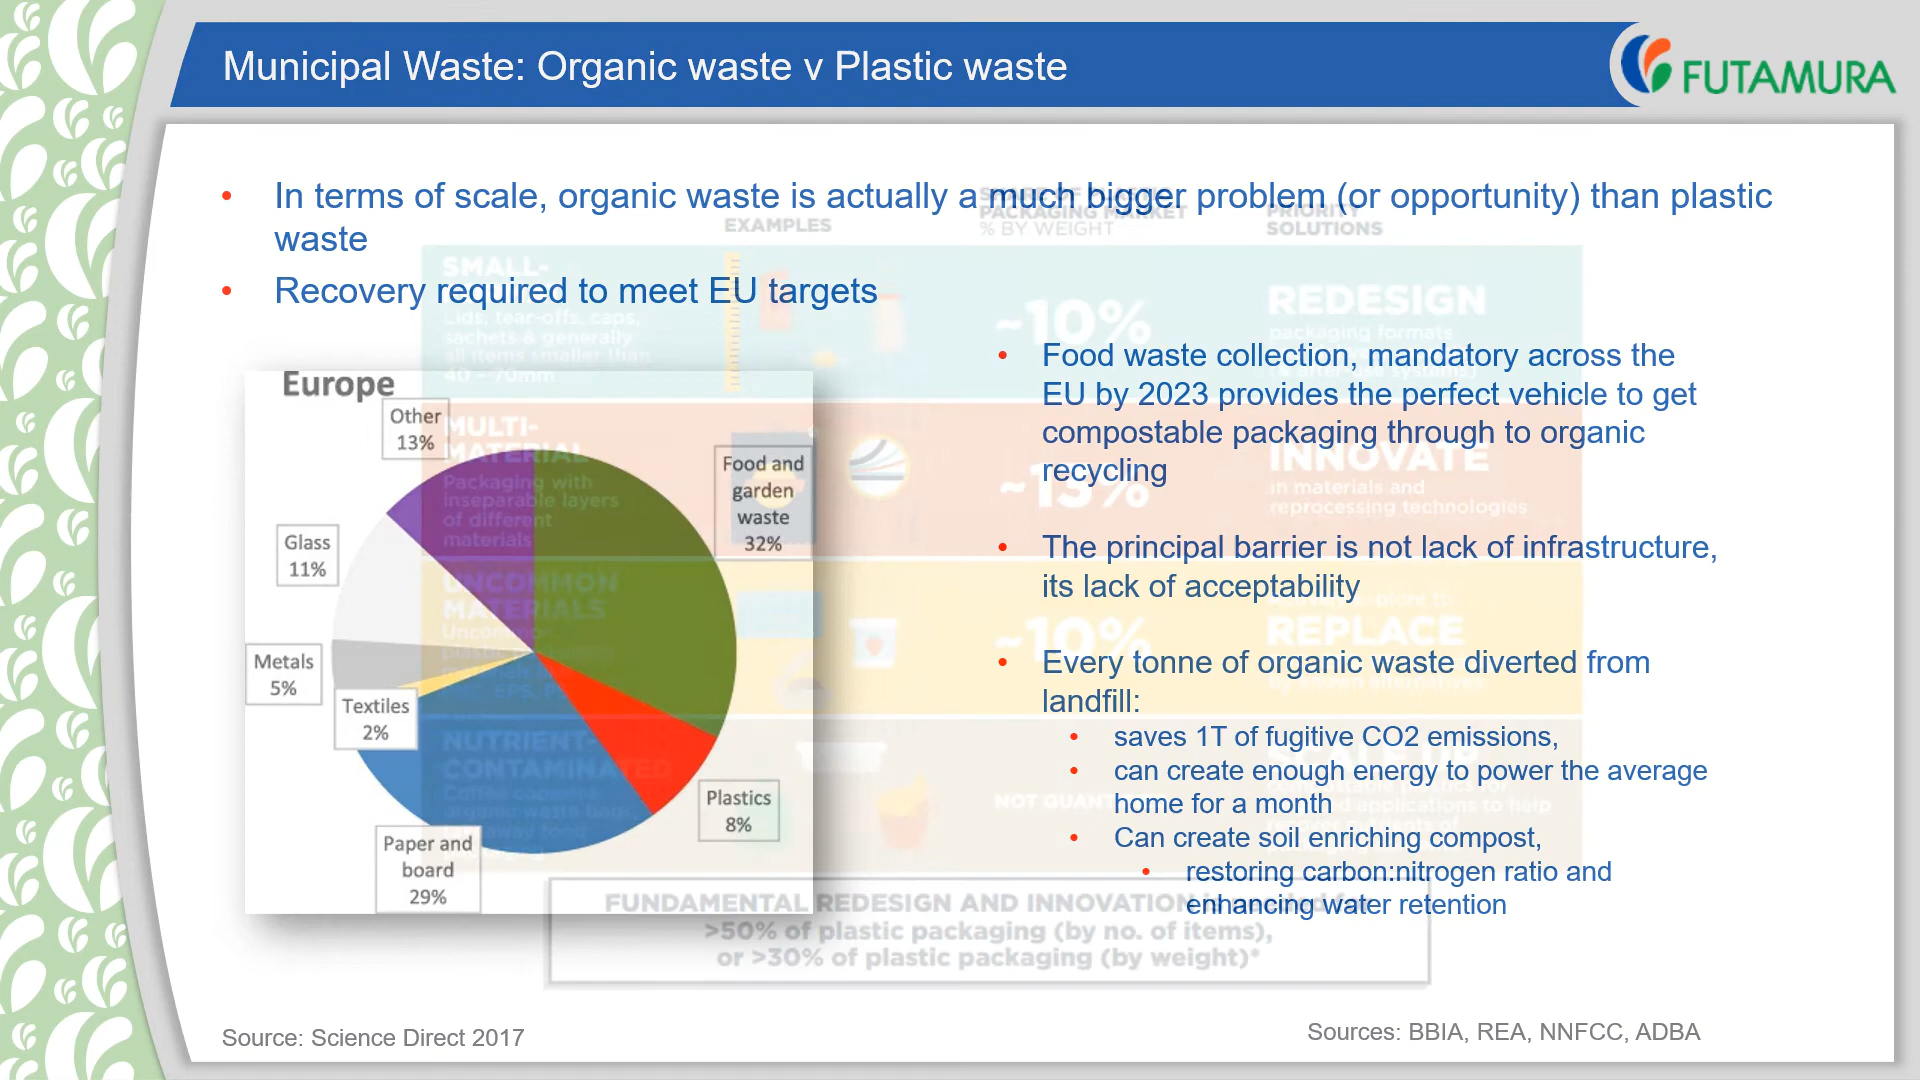 Municipal Waste: Organic waste v Plastic waste
FUTAMURA
• In terms of scale, organic waste is actually a much bigger problem (or opportunity) than plastic
waste
• Recovery required to meet EU targets
EXAMPLES
PACKAGING MARKET
% BY WEIGHT
PRIORITY
SOLUTIONS
SMALL-
Lids, tear-offs, caps,
sachets & generally
all items smaller than
40 – 70mm
~10%
REDESIGN
packaging formats
MULTI-
MATERIAL
Packaging with
inseparable layers
of different
materials
~13%
INNOVATE
in materials and
reprocessing technologies
UNCOMMON
MATERIALS
~10%
REPLACE
NUTRIENT-
CONTAMINATED
Europe
Other
13%
Food and
garden
waste
32%
Glass
11%
Metals
5%
Textiles
2%
Plastics
8%
Paper and
board
29%
• Food waste collection, mandatory across the
EU by 2023 provides the perfect vehicle to get
compostable packaging through to organic
recycling
• The principal barrier is not lack of infrastructure,
its lack of acceptability
• Every tonne of organic waste diverted from
landfill:
• saves 1T of fugitive CO2 emissions,
• can create enough energy to power the average
home for a month
• Can create soil enriching compost,
• restoring carbon:nitrogen ratio and
enhancing water retention
FUNDAMENTAL REDESIGN AND INNOVATION
>50% of plastic packaging (by no. of items),
or >30% of plastic packaging (by weight)*
Source: Science Direct 2017
Sources: BBIA, REA, NNFCC, ADBA